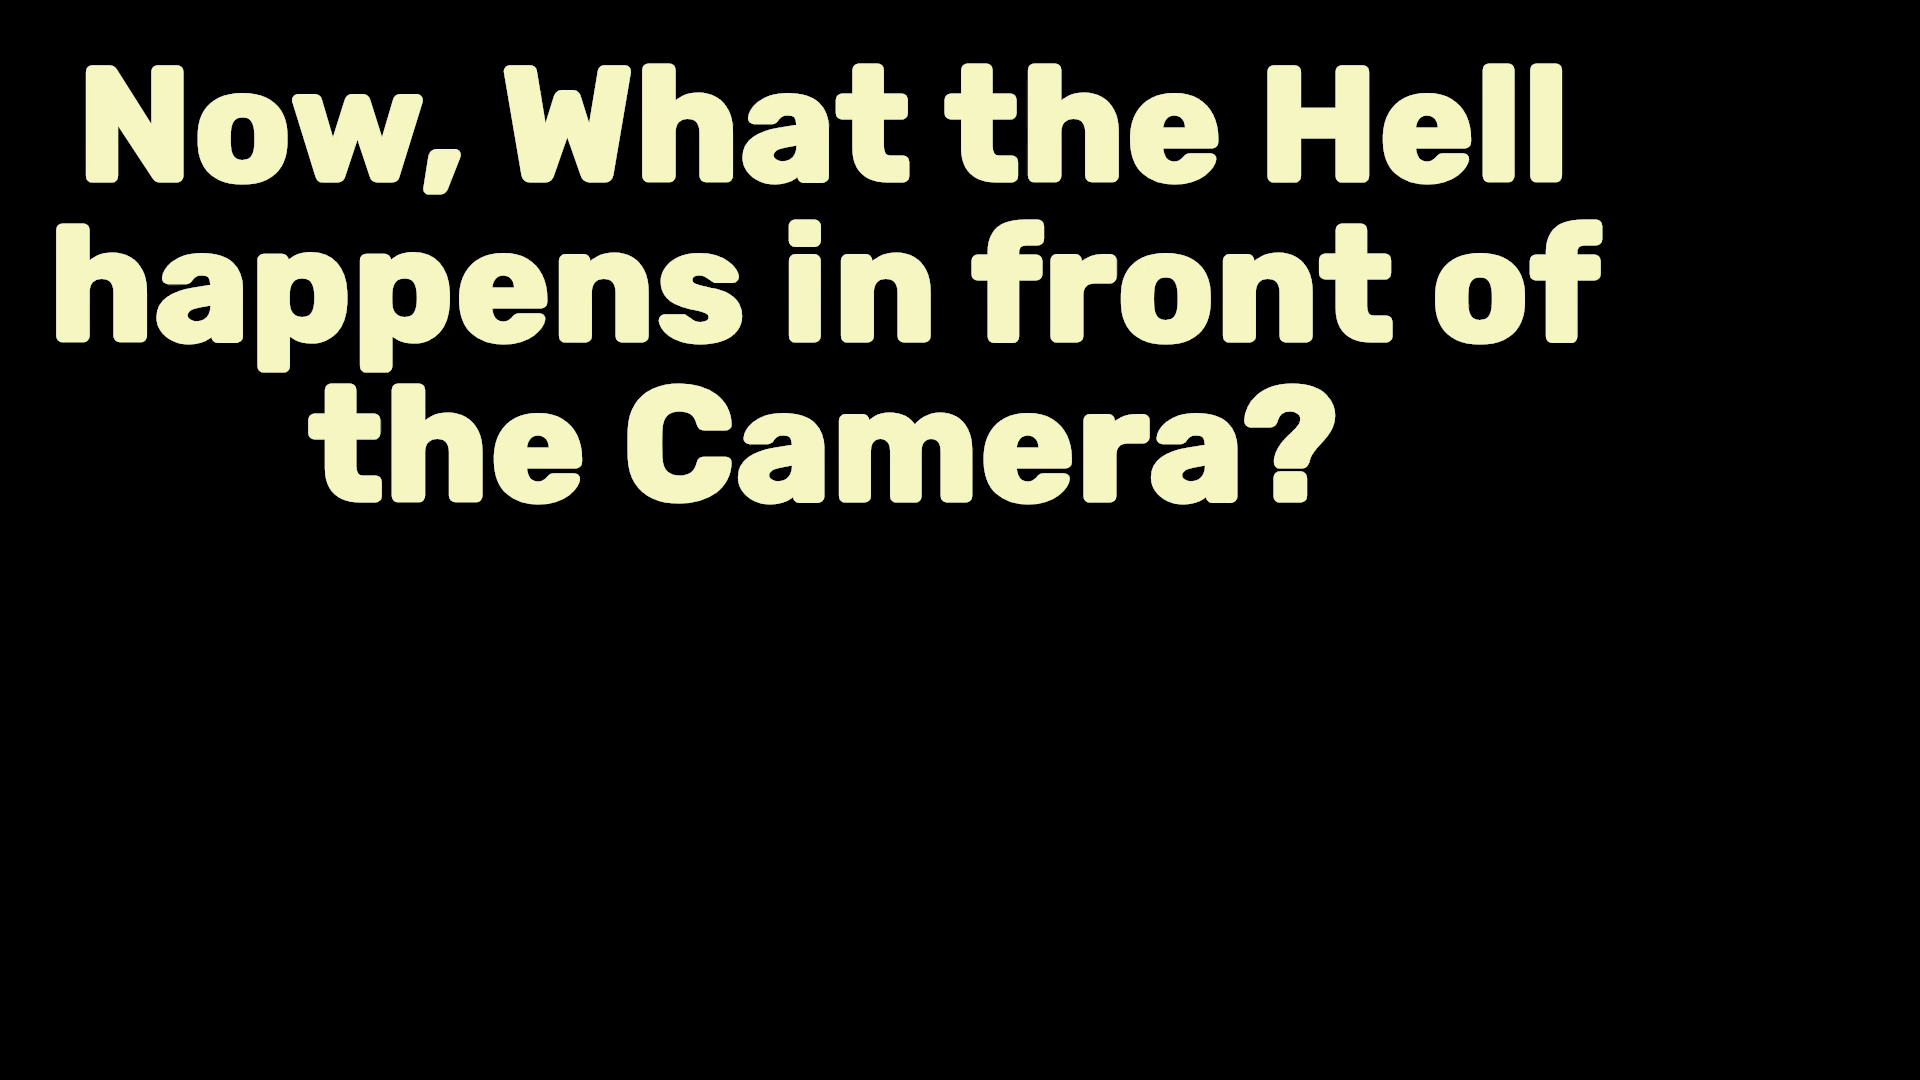 Now, What the Hell
happens in front of
the Camera?